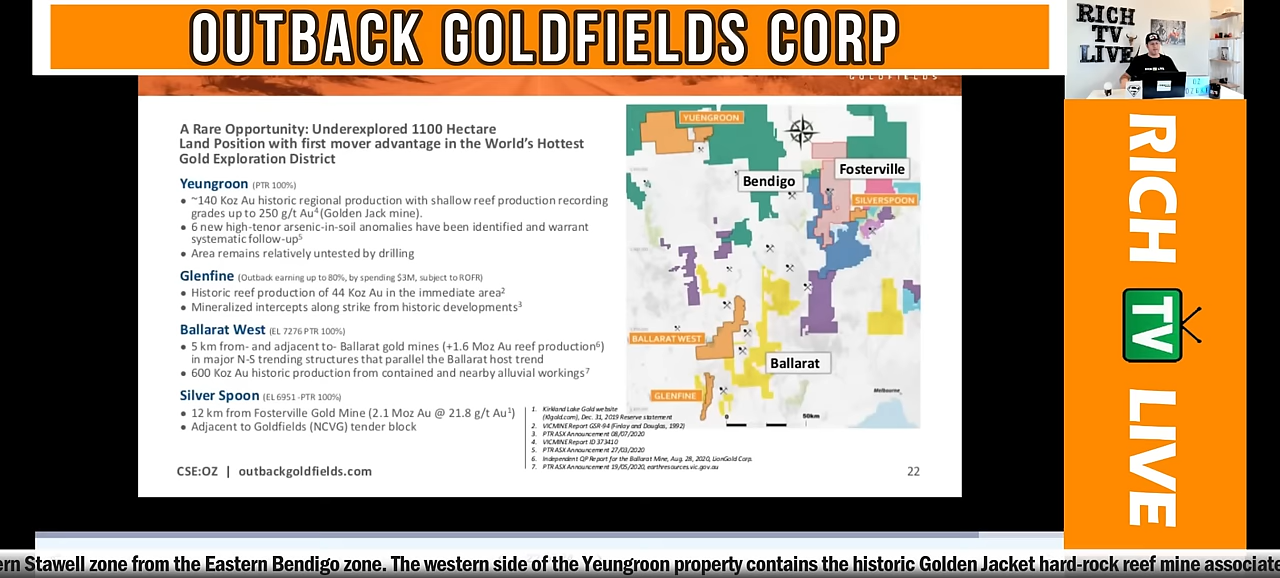 OUTBACK GOLDFIELDS CORP
RICH
TV
LIVE
GOLDFIELDS
A Rare Opportunity: Underexplored 1100 Hectare
Land Position with first mover advantage in the World's Hottest
Gold Exploration District
Yeungroon (PTR 100%)
• ~140 Koz Au historic regional production with shallow reef production recording
grades up to 250 g/t Au4 (Golden Jack mine).
• 6 new high-tenor arsenic-in-soil anomalies have been identified and warrant
systematic follow-up5
• Area remains relatively untested by drilling
Glenfine (Outback earning up to 80%, by spending $3M, subject to ROFR)
• Historic reef production of 44 Koz Au in the immediate area2
• Mineralized intercepts along strike from historic developments3
Ballarat West (EL 7276 PTR 100%)
• 5 km from- and adjacent to- Ballarat gold mines (+1.6 Moz Au reef production6)
in major N-S trending structures that parallel the Ballarat host trend
• 600 Koz Au historic production from contained and nearby alluvial workings7
Silver Spoon (EL 6951 -PTR 100%)
• 12 km from Fosterville Gold Mine (2.1 Moz Au @ 21.8 g/t Au1)
• Adjacent to Goldfields (NCVG) tender block
YUENGROON
Bendigo
Fosterville
SILVERSPOON
BALLARAT WEST
Ballarat
GLENFINE
Melbourne
0 50km
1. Kirkland Lake Gold website
(Klgold.com), Dec. 31, 2019 Reserve statement
2. VICMINE Report GSR-94 (Finlay and Douglas, 1992)
3. PTR ASX Announcement 08/07/2020
4. VICMINE Report ID 373410
5. PTR ASX Announcement 27/03/2020
6. Independent QP Report for the Ballarat Mine, Aug. 28, 2020, LionGold Corp.
7. PTR ASX Announcement 19/05/2020, earthresources.vic.gov.au
CSE:OZ | outbackgoldfields.com
22
RICH TV LIVE
ern Stawell zone from the Eastern Bendigo zone. The western side of the Yeungroon property contains the historic Golden Jacket hard-rock reef mine associate